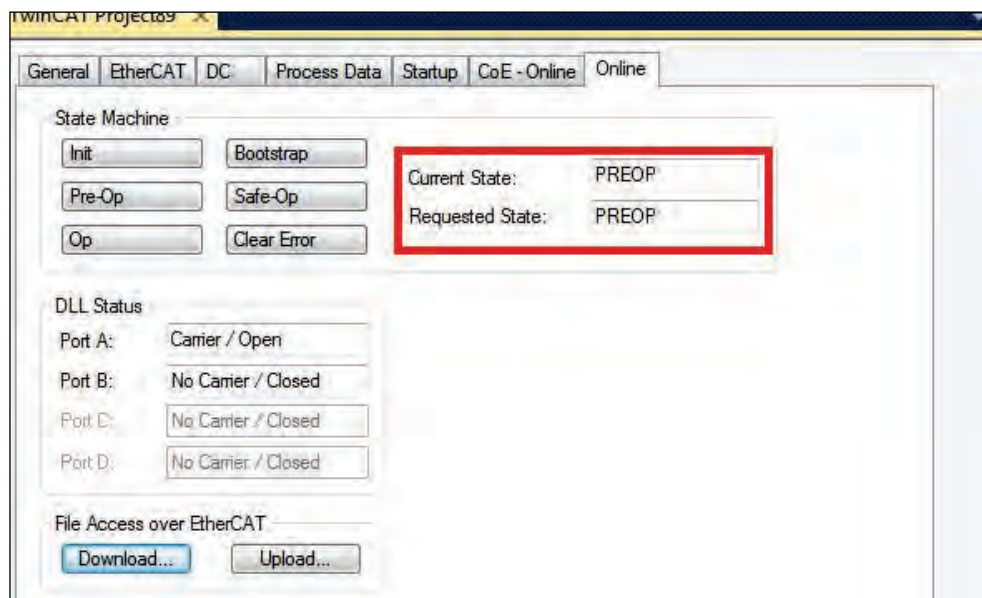 TwinCAT Project89 ✕
General EtherCAT DC Process Data Startup CoE - Online Online
State Machine
Init Bootstrap
Pre-Op Safe-Op
Op Clear Error
Current State: PREOP
Requested State: PREOP
DLL Status
Port A: Carrier / Open
Port B: No Carrier / Closed
Port C: No Carrier / Closed
Port D: No Carrier / Closed
File Access over EtherCAT
Download... Upload...